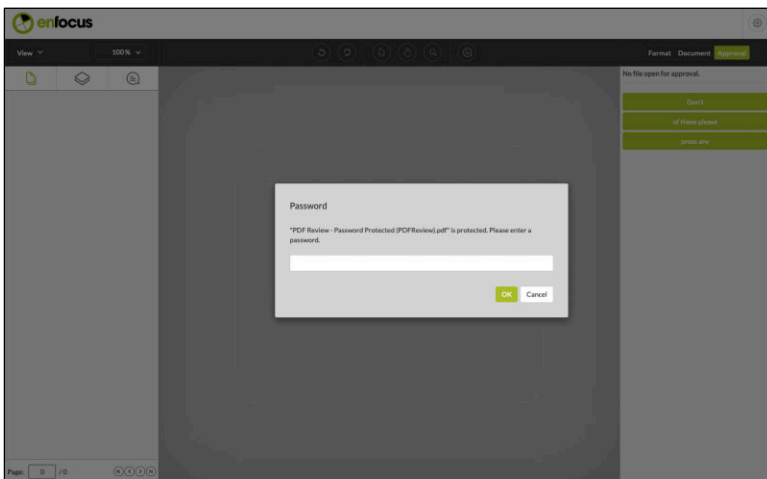 enfocus
View
100%
Format Document Approval
No file open for approval.
Don't
of these please
press any
Password
"PDF Review - Password Protected (PDFReview).pdf" is protected. Please enter a
password.
OK Cancel
Page: 0 / 0